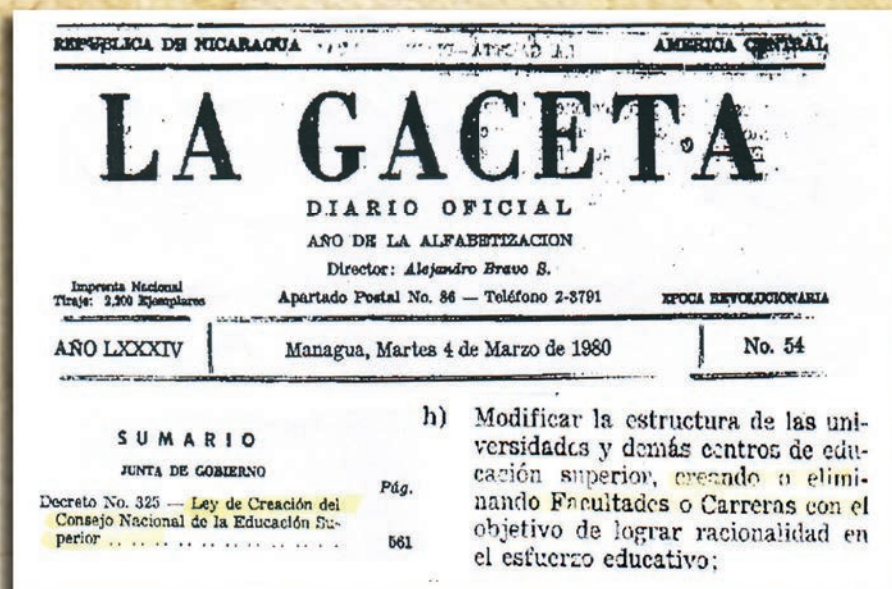 REPUBLICA DE NICARAGUA
AMERICA CENTRAL
LA GACETA
DIARIO OFICIAL
AÑO DE LA ALFABETIZACION
Director: Alejandro Bravo S.
Imprenta Nacional
Tiraje: 2,200 Ejemplares
Apartado Postal No. 86 — Teléfono 2-3791
EPOCA REVOLUCIONARIA
AÑO LXXXIV
Managua, Martes 4 de Marzo de 1980
No. 54
SUMARIO
JUNTA DE GOBIERNO
Pág.
Decreto No. 325 — Ley de Creación del
Consejo Nacional de la Educación Su-
perior .. .. .. .. .. .. .. .. 561
h) Modificar la estructura de las uni-
versidades y demás centros de edu-
cación superior, creando o elimi-
nando Facultades o Carreras con el
objetivo de lograr racionalidad en
el esfuerzo educativo;